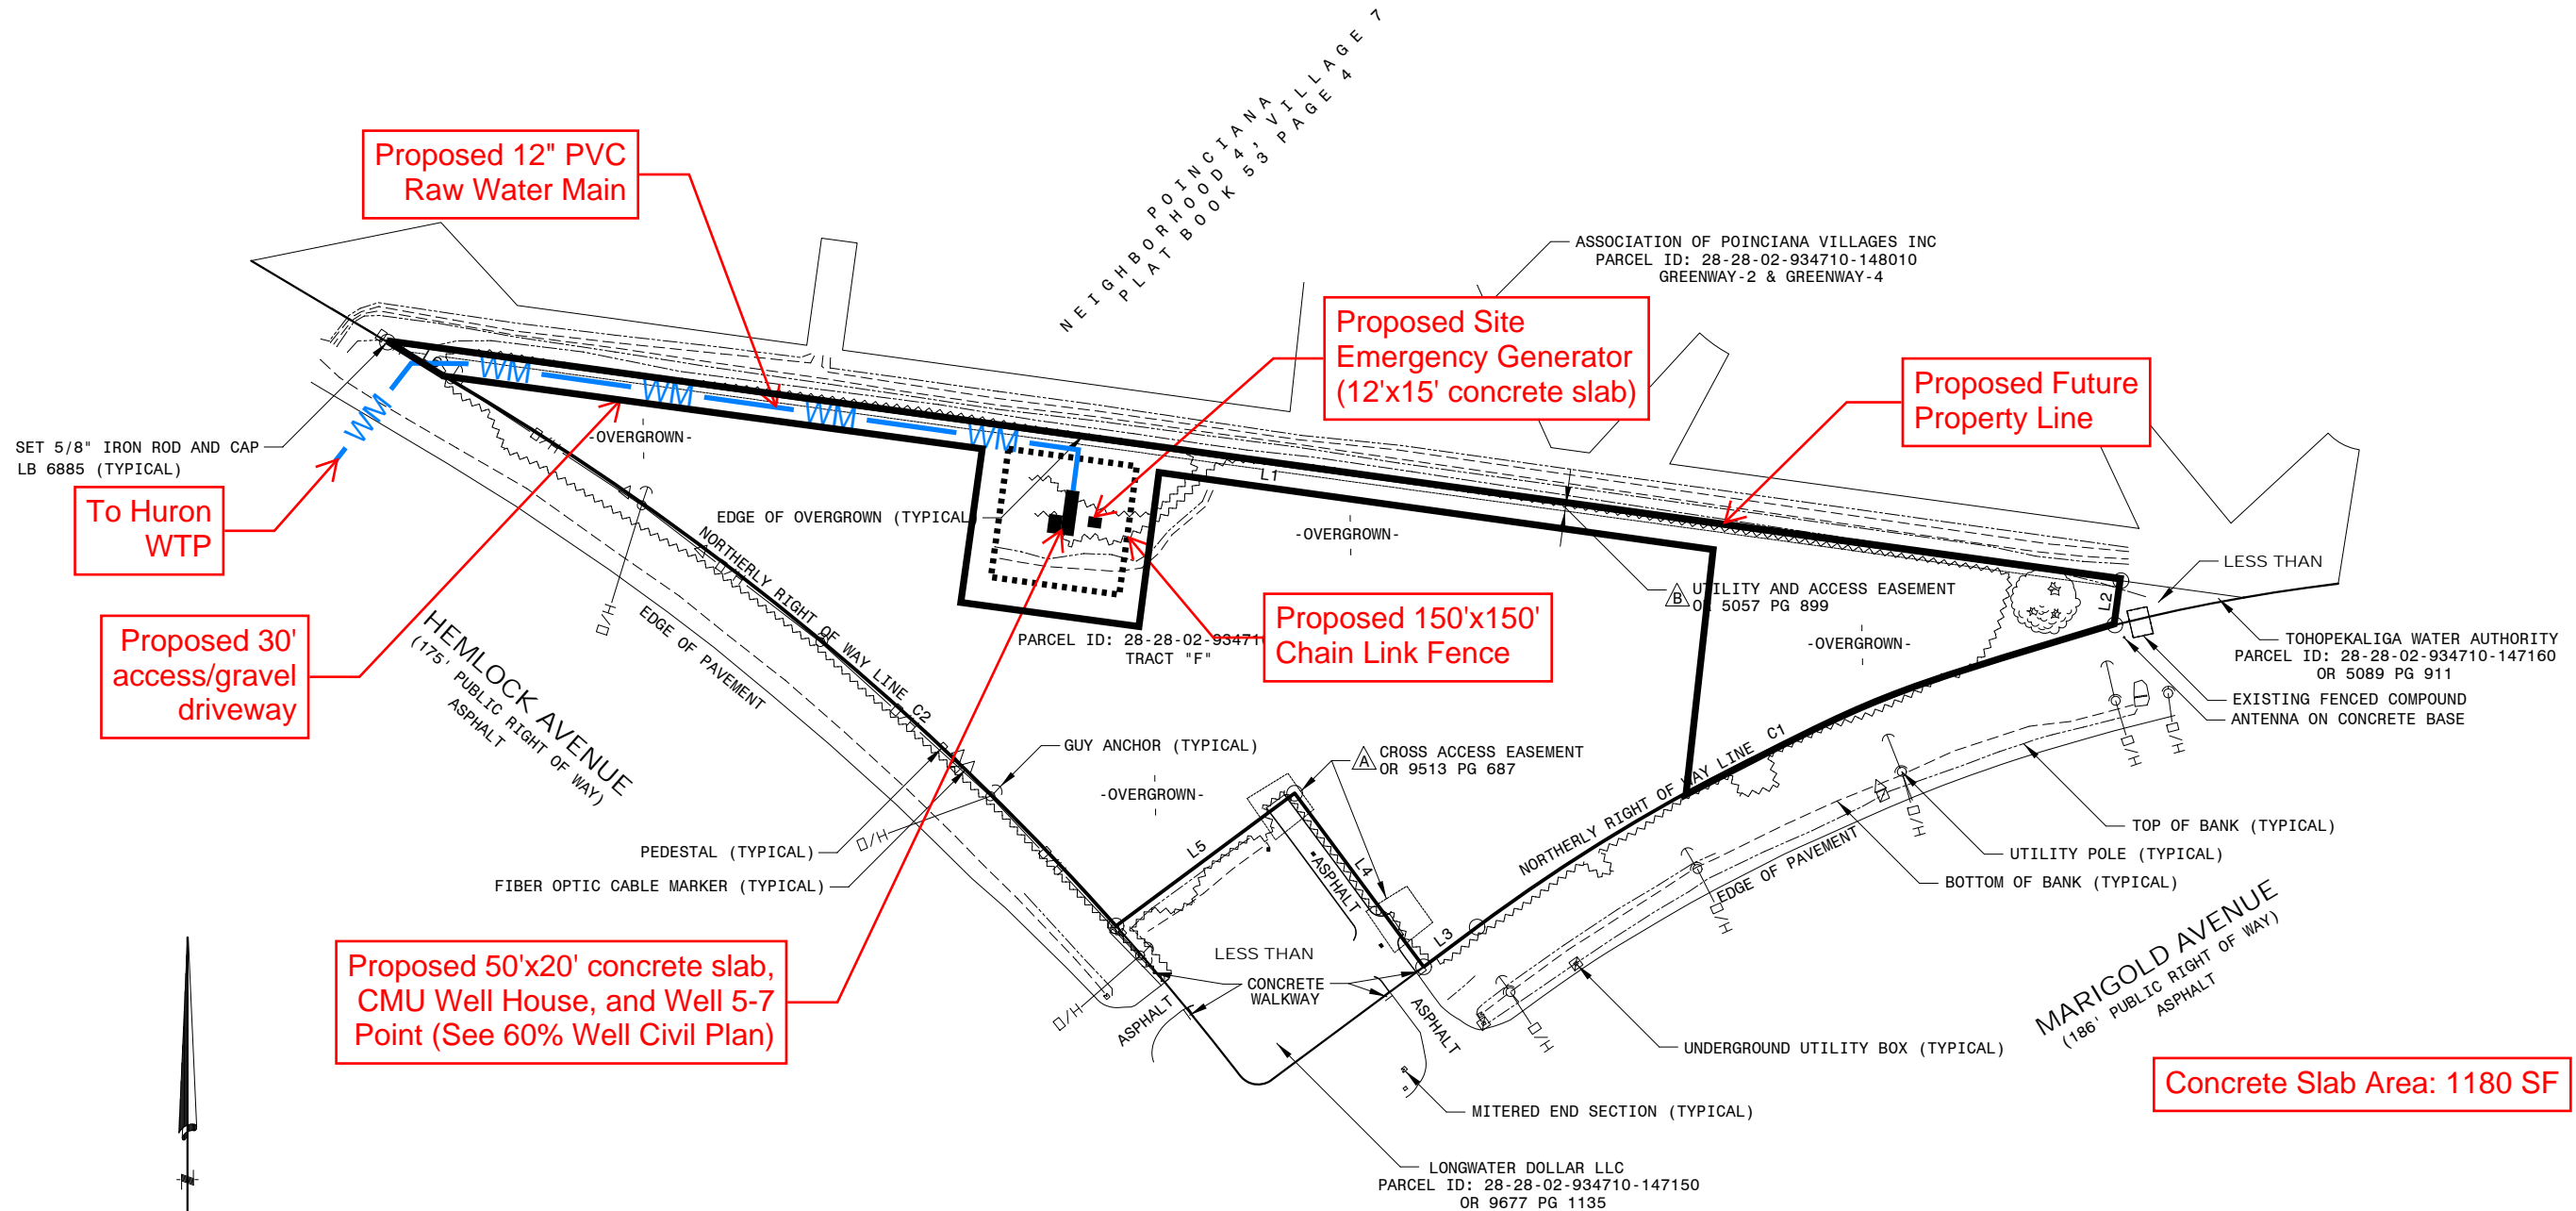 POINCIANA
NEIGHBORHOOD 4, VILLAGE 7
PLAT BOOK 53 PAGE 4
Proposed 12" PVC
Raw Water Main
ASSOCIATION OF POINCIANA VILLAGES INC
PARCEL ID: 28-28-02-934710-148010
GREENWAY-2 & GREENWAY-4
Proposed Site
Emergency Generator
(12'x15' concrete slab)
Proposed Future
Property Line
WM
WM
WM
WM
WM
SET 5/8" IRON ROD AND CAP
LB 6885 (TYPICAL)
-OVERGROWN-
To Huron
WTP
L1
EDGE OF OVERGROWN (TYPICAL)
-OVERGROWN-
LESS THAN
B
UTILITY AND ACCESS EASEMENT
OR 5057 PG 899
L2
Proposed 150'x150'
Chain Link Fence
PARCEL ID: 28-28-02-93471
TRACT "F"
-OVERGROWN-
TOHOPEKALIGA WATER AUTHORITY
PARCEL ID: 28-28-02-934710-147160
OR 5089 PG 911
EXISTING FENCED COMPOUND
ANTENNA ON CONCRETE BASE
Proposed 30'
access/gravel
driveway
HEMLOCK AVENUE
(175' PUBLIC RIGHT OF WAY)
ASPHALT
EDGE OF PAVEMENT
NORTHERLY RIGHT OF WAY LINE C2
O/H
O/H
O/H
O/H
GUY ANCHOR (TYPICAL)
A
CROSS ACCESS EASEMENT
OR 9513 PG 687
-OVERGROWN-
PEDESTAL (TYPICAL)
FIBER OPTIC CABLE MARKER (TYPICAL)
L5
L4
L3
ASPHALT
NORTHERLY RIGHT OF WAY LINE C1
EDGE OF PAVEMENT
O/H
O/H
O/H
O/H
O/H
TOP OF BANK (TYPICAL)
UTILITY POLE (TYPICAL)
BOTTOM OF BANK (TYPICAL)
MARIGOLD AVENUE
(186' PUBLIC RIGHT OF WAY)
ASPHALT
Proposed 50'x20' concrete slab,
CMU Well House, and Well 5-7
Point (See 60% Well Civil Plan)
LESS THAN
CONCRETE
WALKWAY
ASPHALT
ASPHALT
UNDERGROUND UTILITY BOX (TYPICAL)
MITERED END SECTION (TYPICAL)
Concrete Slab Area: 1180 SF
LONGWATER DOLLAR LLC
PARCEL ID: 28-28-02-934710-147150
OR 9677 PG 1135
N